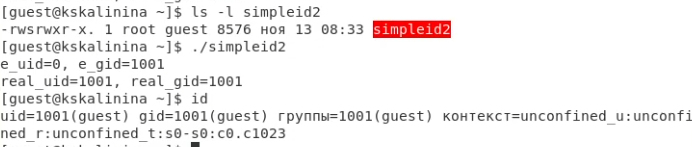 [guest@kskalinina ~]$ ls -l simpleid2
-rwsrwxr-x. 1 root guest 8576 ноя 13 08:33 simpleid2
[guest@kskalinina ~]$ ./simpleid2
e_uid=0, e_gid=1001
real_uid=1001, real_gid=1001
[guest@kskalinina ~]$ id
uid=1001(guest) gid=1001(guest) группы=1001(guest) контекст=unconfined_u:unconfi
ned_r:unconfined_t:s0-s0:c0.c1023